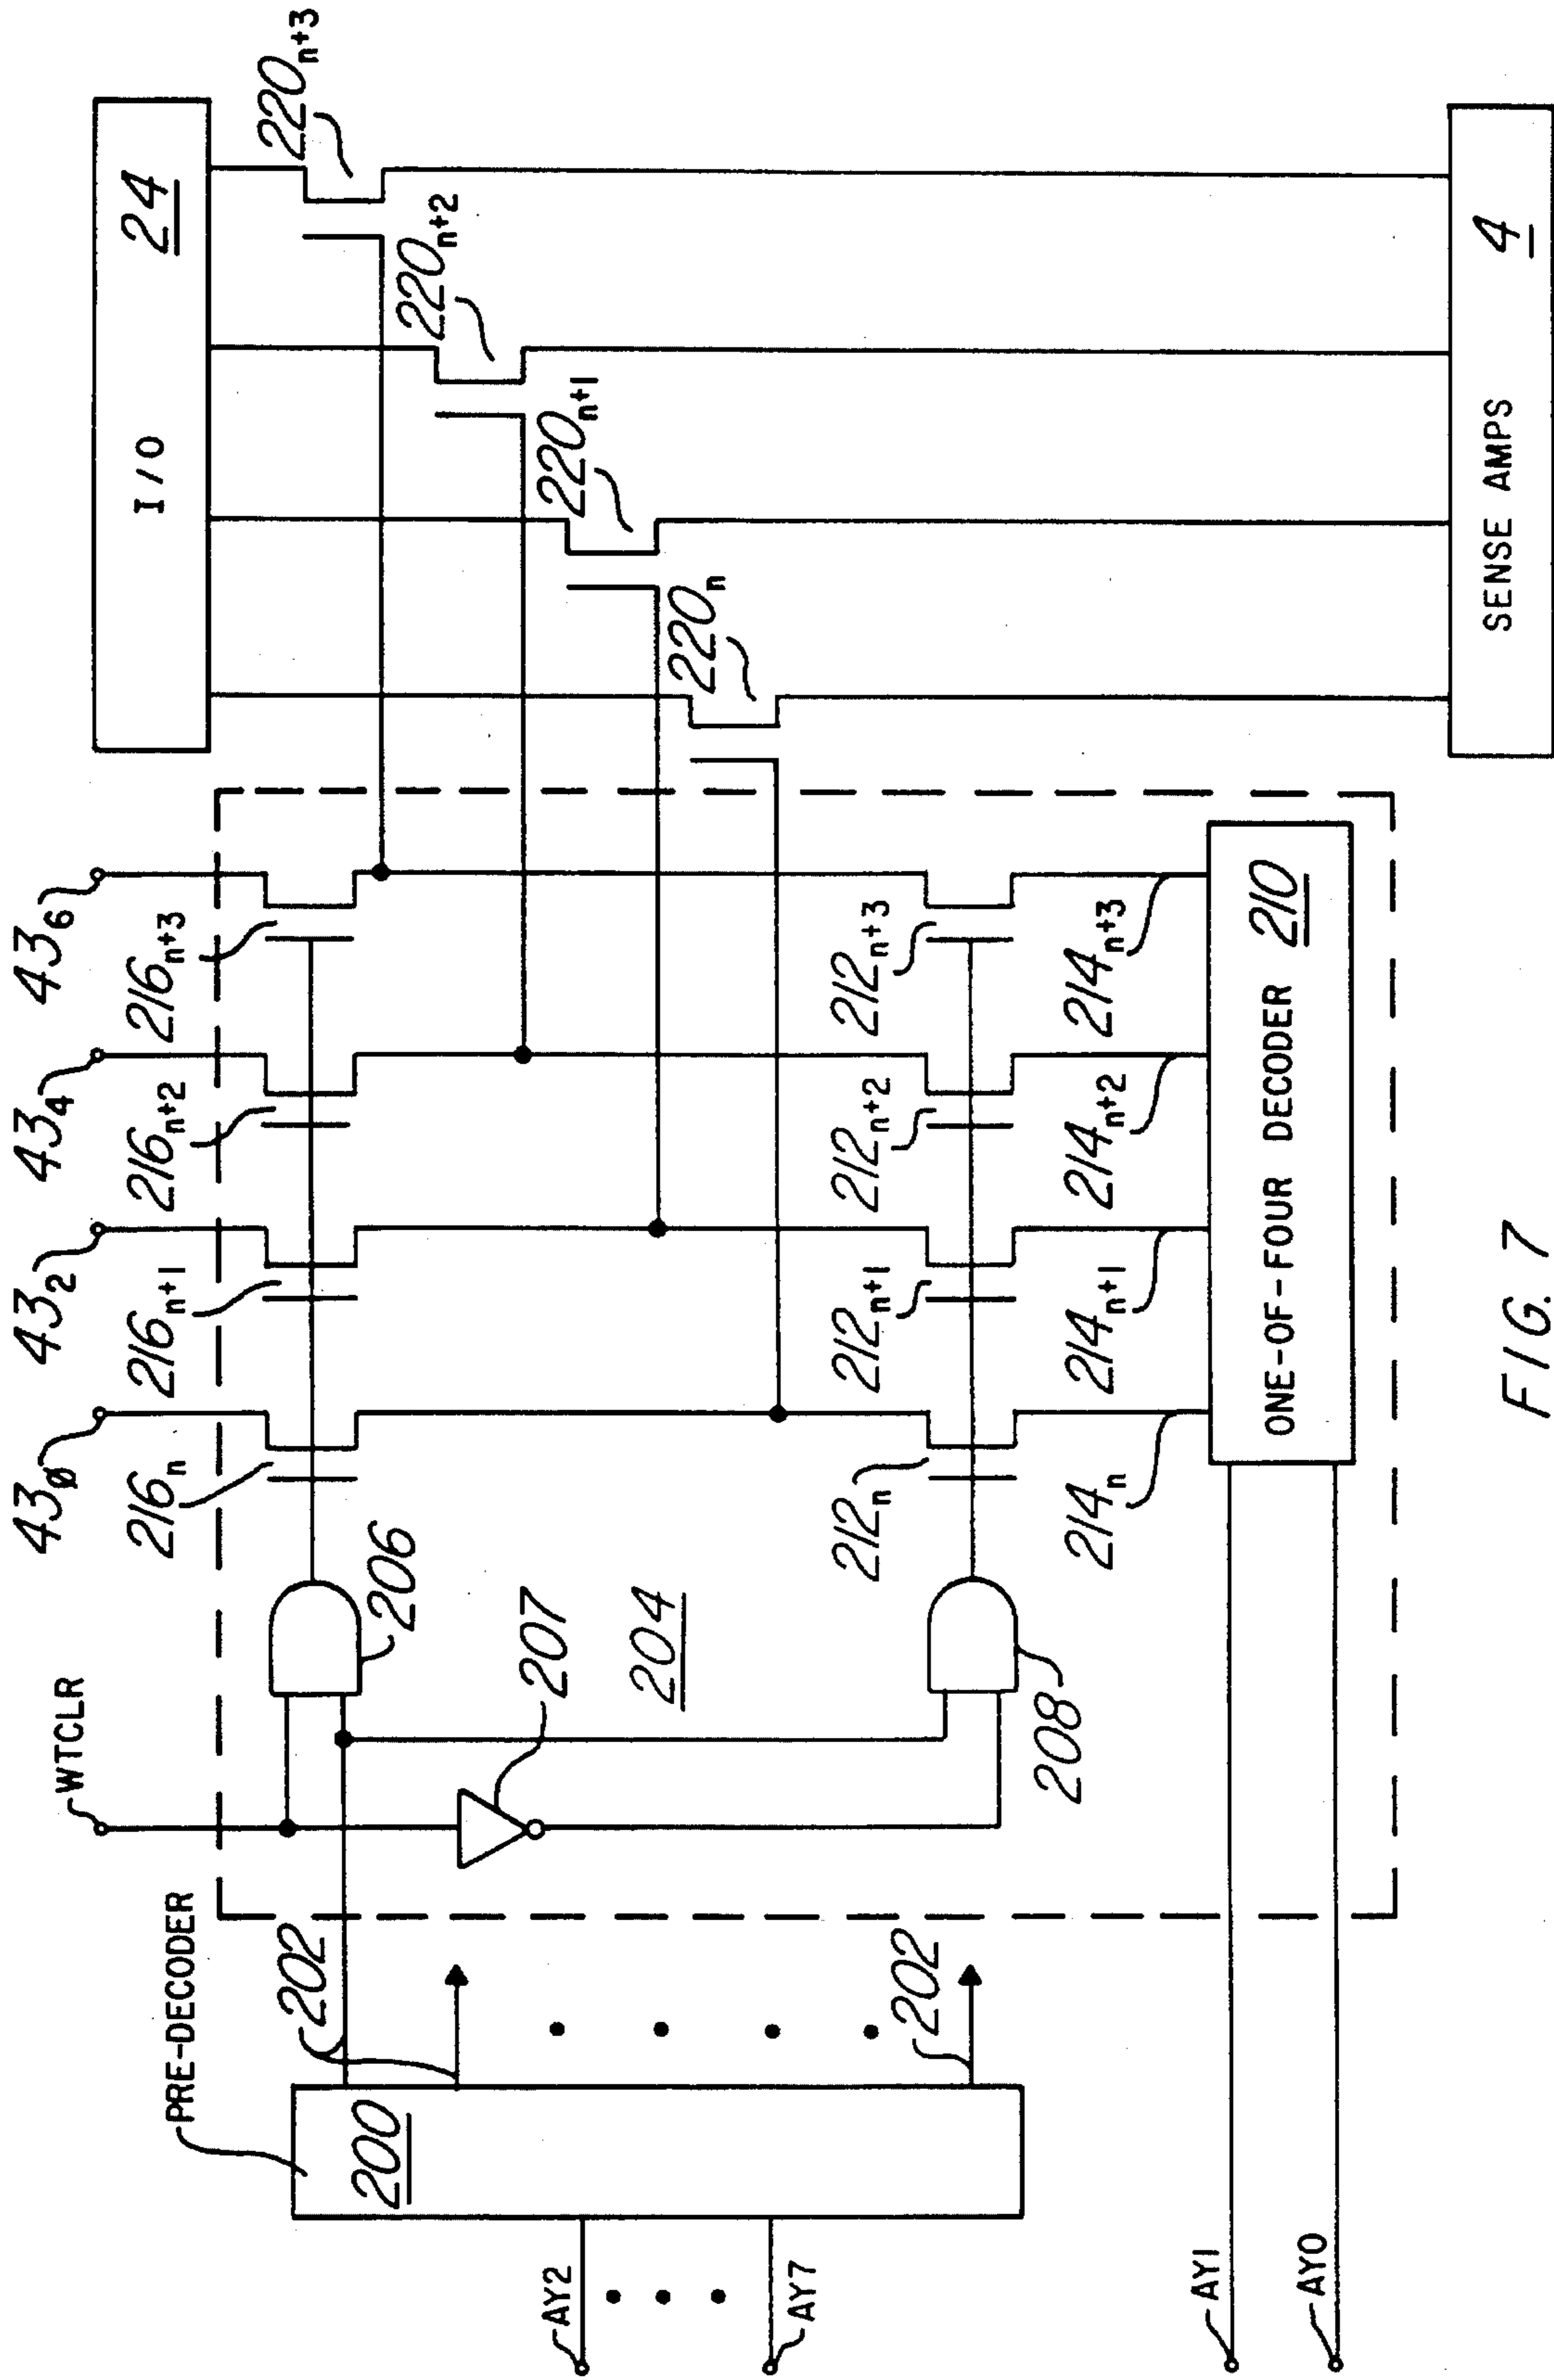 43₀̸ 43₂ 43₄ 43₆
WTCLR
216ₙ 216ₙ₊₁ 216ₙ₊₂ 216ₙ₊₃
I/O 24
220ₙ₊₃
220ₙ₊₂
220ₙ₊₁
220ₙ
PRE-DECODER
202
200
206
207
204
AY2
AY7
202
208
212ₙ 212ₙ₊₁ 212ₙ₊₂ 212ₙ₊₃
214ₙ 214ₙ₊₁ 214ₙ₊₂ 214ₙ₊₃
AY1
AY0
ONE-OF-FOUR DECODER 210
SENSE AMPS 4
FIG. 7